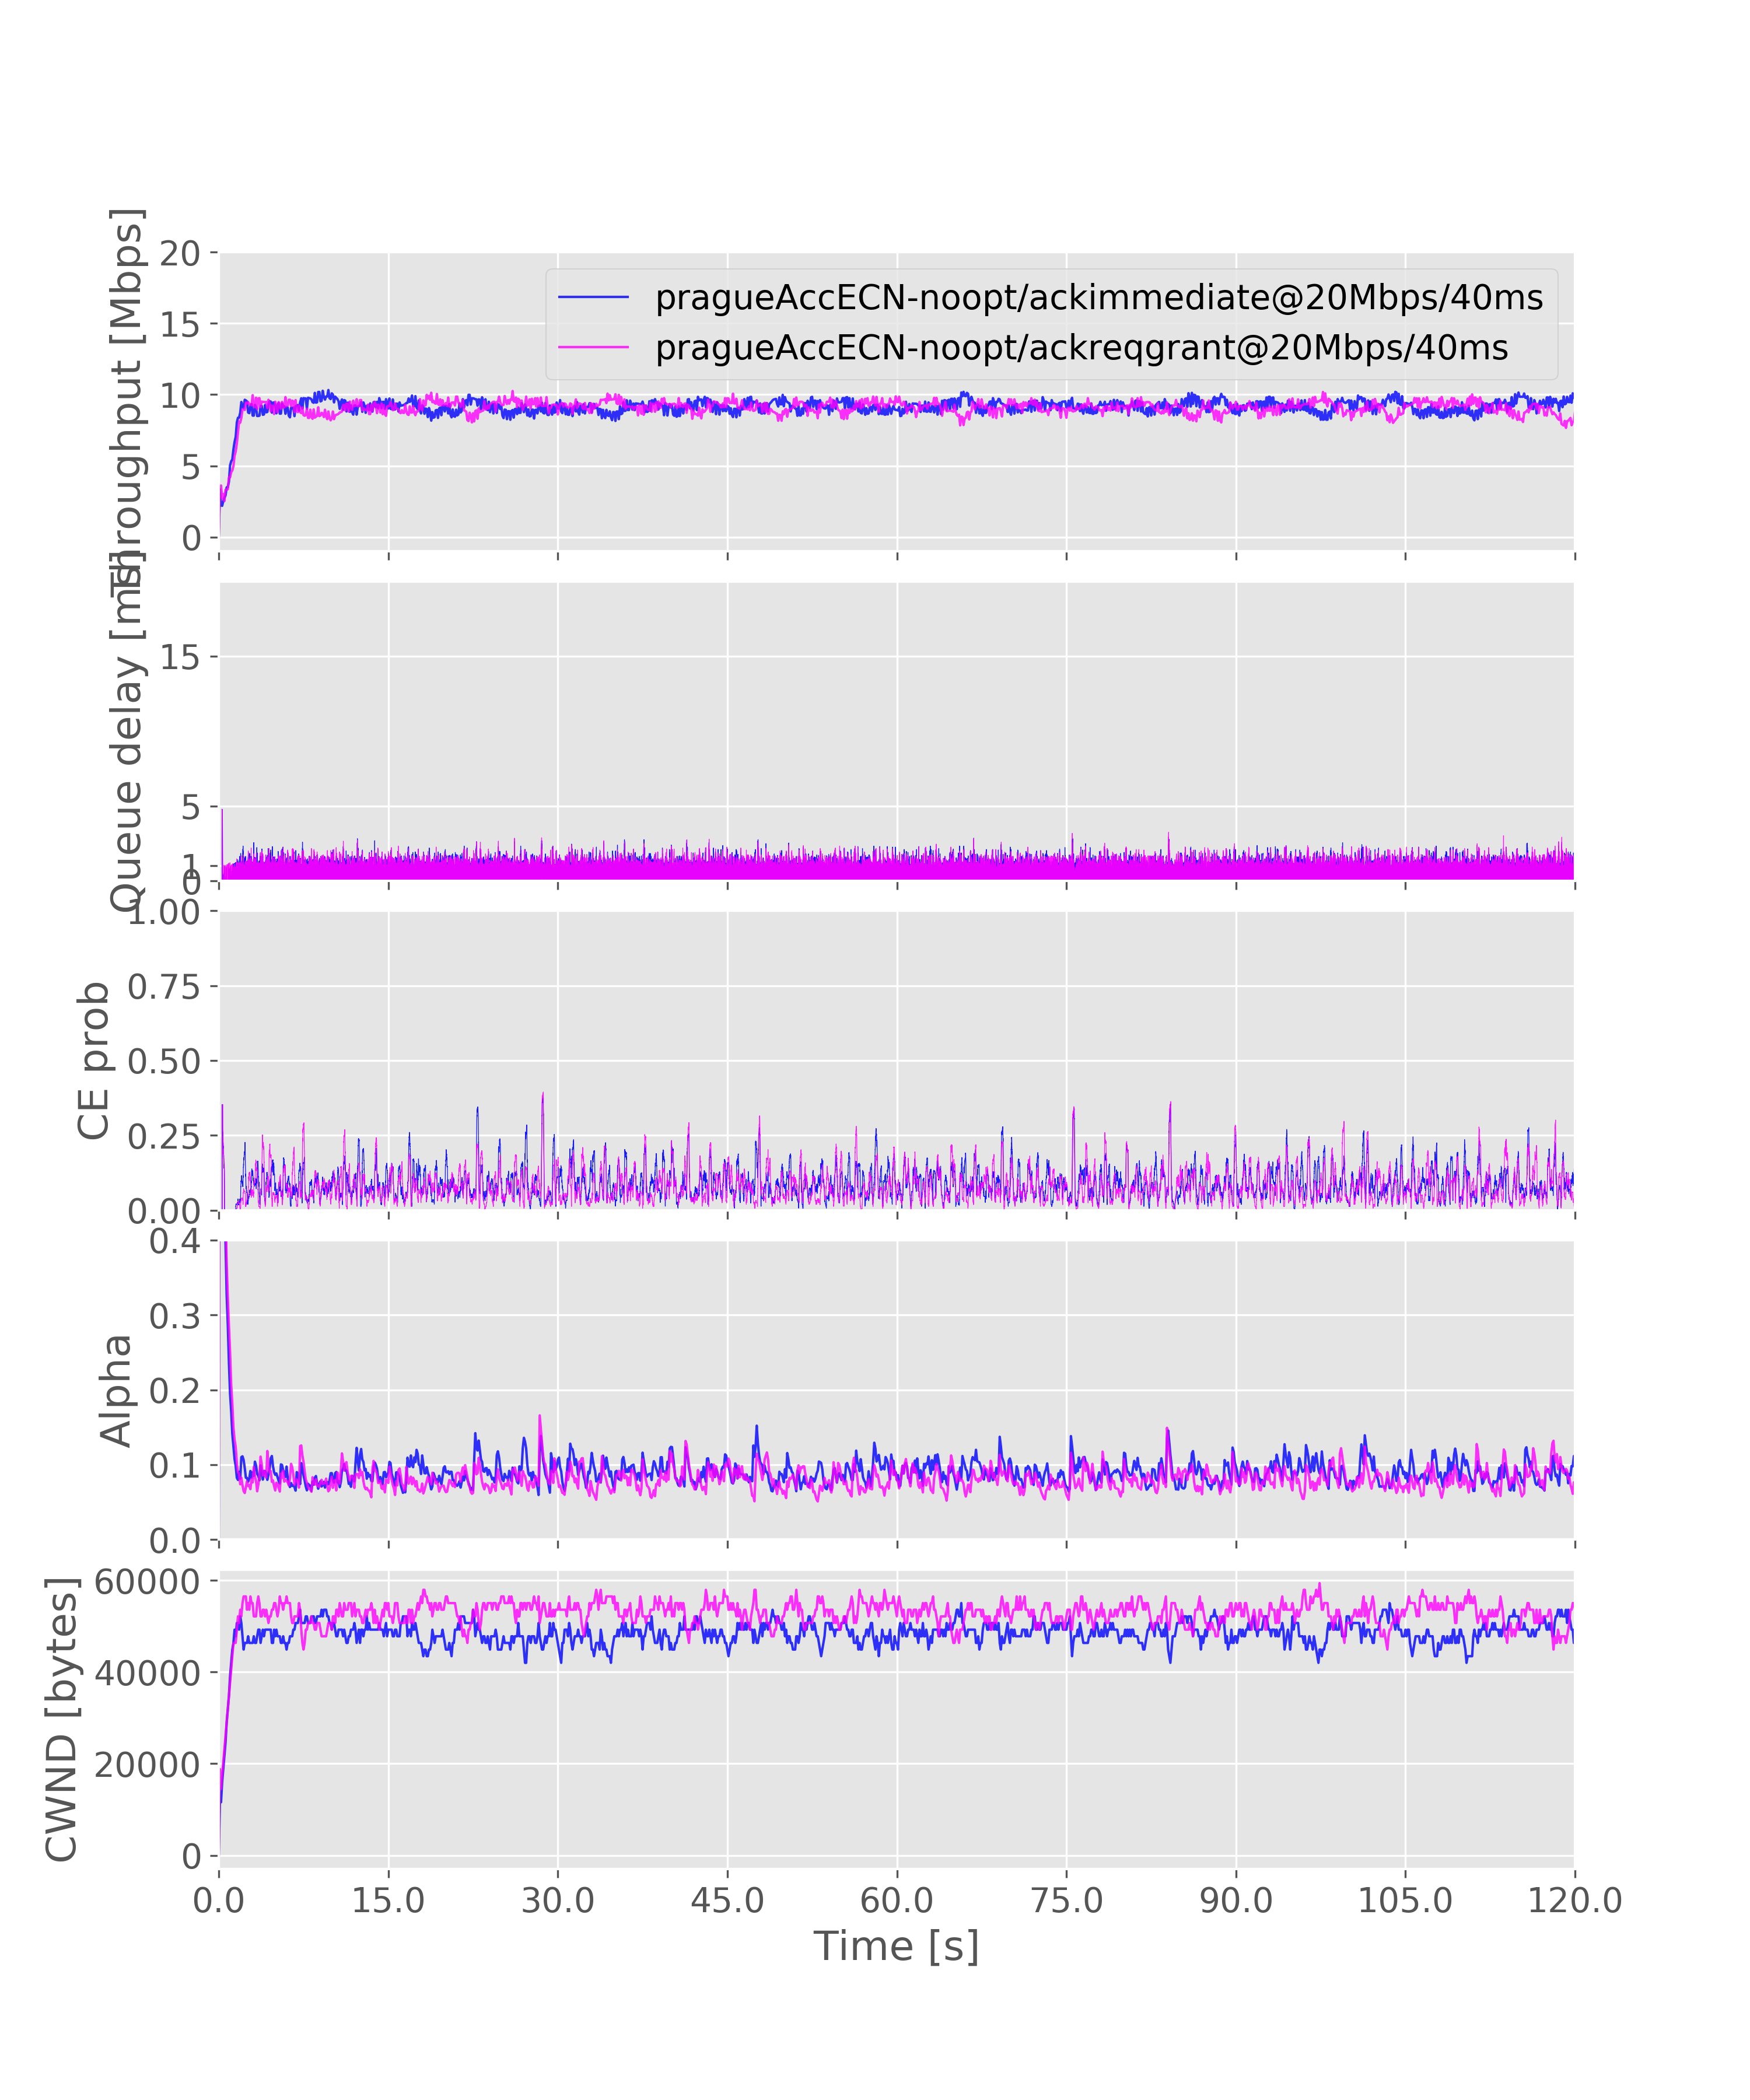 Throughput [Mbps]
20
15
10
5
0
pragueAccECN-noopt/ackimmediate@20Mbps/40ms
pragueAccECN-noopt/ackreqgrant@20Mbps/40ms
Queue delay [ms]
15
5
1
0
CE prob
1.00
0.75
0.50
0.25
0.00
Alpha
0.4
0.3
0.2
0.1
0.0
CWND [bytes]
60000
40000
20000
0
0.0 15.0 30.0 45.0 60.0 75.0 90.0 105.0 120.0
Time [s]